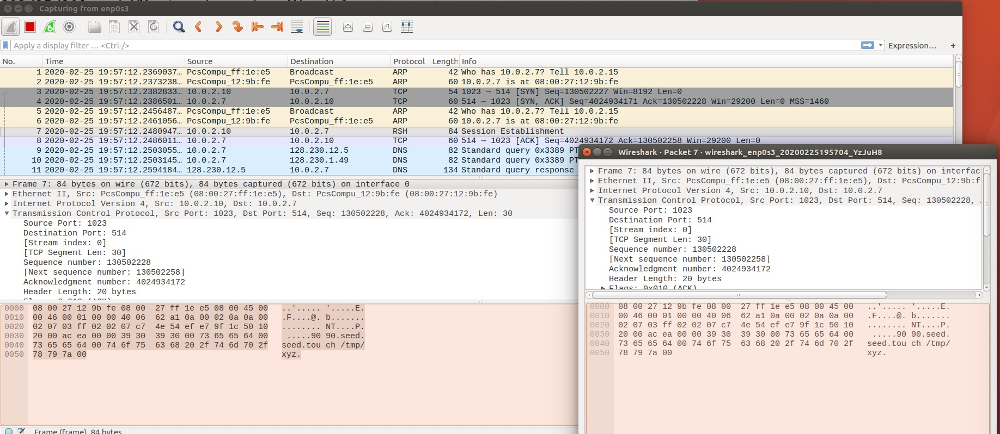 Capturing from enp0s3
Apply a display filter … <Ctrl-/>
Expression… +
No. Time Source Destination Protocol Length Info
1 2020-02-25 19:57:12.2369037… PcsCompu_ff:1e:e5 Broadcast ARP 42 Who has 10.0.2.7? Tell 10.0.2.15
2 2020-02-25 19:57:12.2373238… PcsCompu_12:9b:fe PcsCompu_ff:1e:e5 ARP 60 10.0.2.7 is at 08:00:27:12:9b:fe
3 2020-02-25 19:57:12.2382833… 10.0.2.10 10.0.2.7 TCP 54 1023 → 514 [SYN] Seq=130502227 Win=8192 Len=0
4 2020-02-25 19:57:12.2386501… 10.0.2.7 10.0.2.10 TCP 60 514 → 1023 [SYN, ACK] Seq=4024934171 Ack=130502228 Win=29200 Len=0 MSS=1460
5 2020-02-25 19:57:12.2456487… PcsCompu_ff:1e:e5 Broadcast ARP 42 Who has 10.0.2.7? Tell 10.0.2.15
6 2020-02-25 19:57:12.2461056… PcsCompu_12:9b:fe PcsCompu_ff:1e:e5 ARP 60 10.0.2.7 is at 08:00:27:12:9b:fe
7 2020-02-25 19:57:12.2480947… 10.0.2.10 10.0.2.7 RSH 84 Session Establishment
8 2020-02-25 19:57:12.2486011… 10.0.2.7 10.0.2.10 TCP 60 514 → 1023 [ACK] Seq=4024934172 Ack=130502258 Win=29200 Len=0
9 2020-02-25 19:57:12.2503055… 10.0.2.7 128.230.12.5 DNS 82 Standard query 0x3389 PT
10 2020-02-25 19:57:12.2503145… 10.0.2.7 128.230.1.49 DNS 82 Standard query 0x3389 PT
11 2020-02-25 19:57:12.2594184… 128.230.12.5 10.0.2.7 DNS 134 Standard query response
Frame 7: 84 bytes on wire (672 bits), 84 bytes captured (672 bits) on interface 0
Ethernet II, Src: PcsCompu_ff:1e:e5 (08:00:27:ff:1e:e5), Dst: PcsCompu_12:9b:fe (08:00:27:12:9b:fe)
Internet Protocol Version 4, Src: 10.0.2.10, Dst: 10.0.2.7
Transmission Control Protocol, Src Port: 1023, Dst Port: 514, Seq: 130502228, Ack: 4024934172, Len: 30
Source Port: 1023
Destination Port: 514
[Stream index: 0]
[TCP Segment Len: 30]
Sequence number: 130502228
[Next sequence number: 130502258]
Acknowledgment number: 4024934172
Header Length: 20 bytes
0000 08 00 27 12 9b fe 08 00 27 ff 1e e5 08 00 45 00 ..'..... '.....E.
0010 00 46 00 01 00 00 40 06 62 a1 0a 00 02 0a 0a 00 .F....@. b.......
0020 02 07 03 ff 02 02 07 c7 4e 54 ef e7 9f 1c 50 10 ........ NT....P.
0030 20 00 ac ea 00 00 39 30 39 30 00 73 65 65 64 00 .....90 90.seed.
0040 73 65 65 64 00 74 6f 75 63 68 20 2f 74 6d 70 2f seed.tou ch /tmp/
0050 78 79 7a 00 xyz.
Frame (frame), 84 bytes
Wireshark · Packet 7 · wireshark_enp0s3_20200225195704_YzJuH8
Frame 7: 84 bytes on wire (672 bits), 84 bytes captured (672 bits) on interfac
Ethernet II, Src: PcsCompu_ff:1e:e5 (08:00:27:ff:1e:e5), Dst: PcsCompu_12:9b:f
Internet Protocol Version 4, Src: 10.0.2.10, Dst: 10.0.2.7
Transmission Control Protocol, Src Port: 1023, Dst Port: 514, Seq: 130502228,
Source Port: 1023
Destination Port: 514
[Stream index: 0]
[TCP Segment Len: 30]
Sequence number: 130502228
[Next sequence number: 130502258]
Acknowledgment number: 4024934172
Header Length: 20 bytes
Flags: 0x010 (ACK)
0000 08 00 27 12 9b fe 08 00 27 ff 1e e5 08 00 45 00 ..'..... '.....E.
0010 00 46 00 01 00 00 40 06 62 a1 0a 00 02 0a 0a 00 .F....@. b.......
0020 02 07 03 ff 02 02 07 c7 4e 54 ef e7 9f 1c 50 10 ........ NT....P.
0030 20 00 ac ea 00 00 39 30 39 30 00 73 65 65 64 00 .....90 90.seed.
0040 73 65 65 64 00 74 6f 75 63 68 20 2f 74 6d 70 2f seed.tou ch /tmp/
0050 78 79 7a 00 xyz.